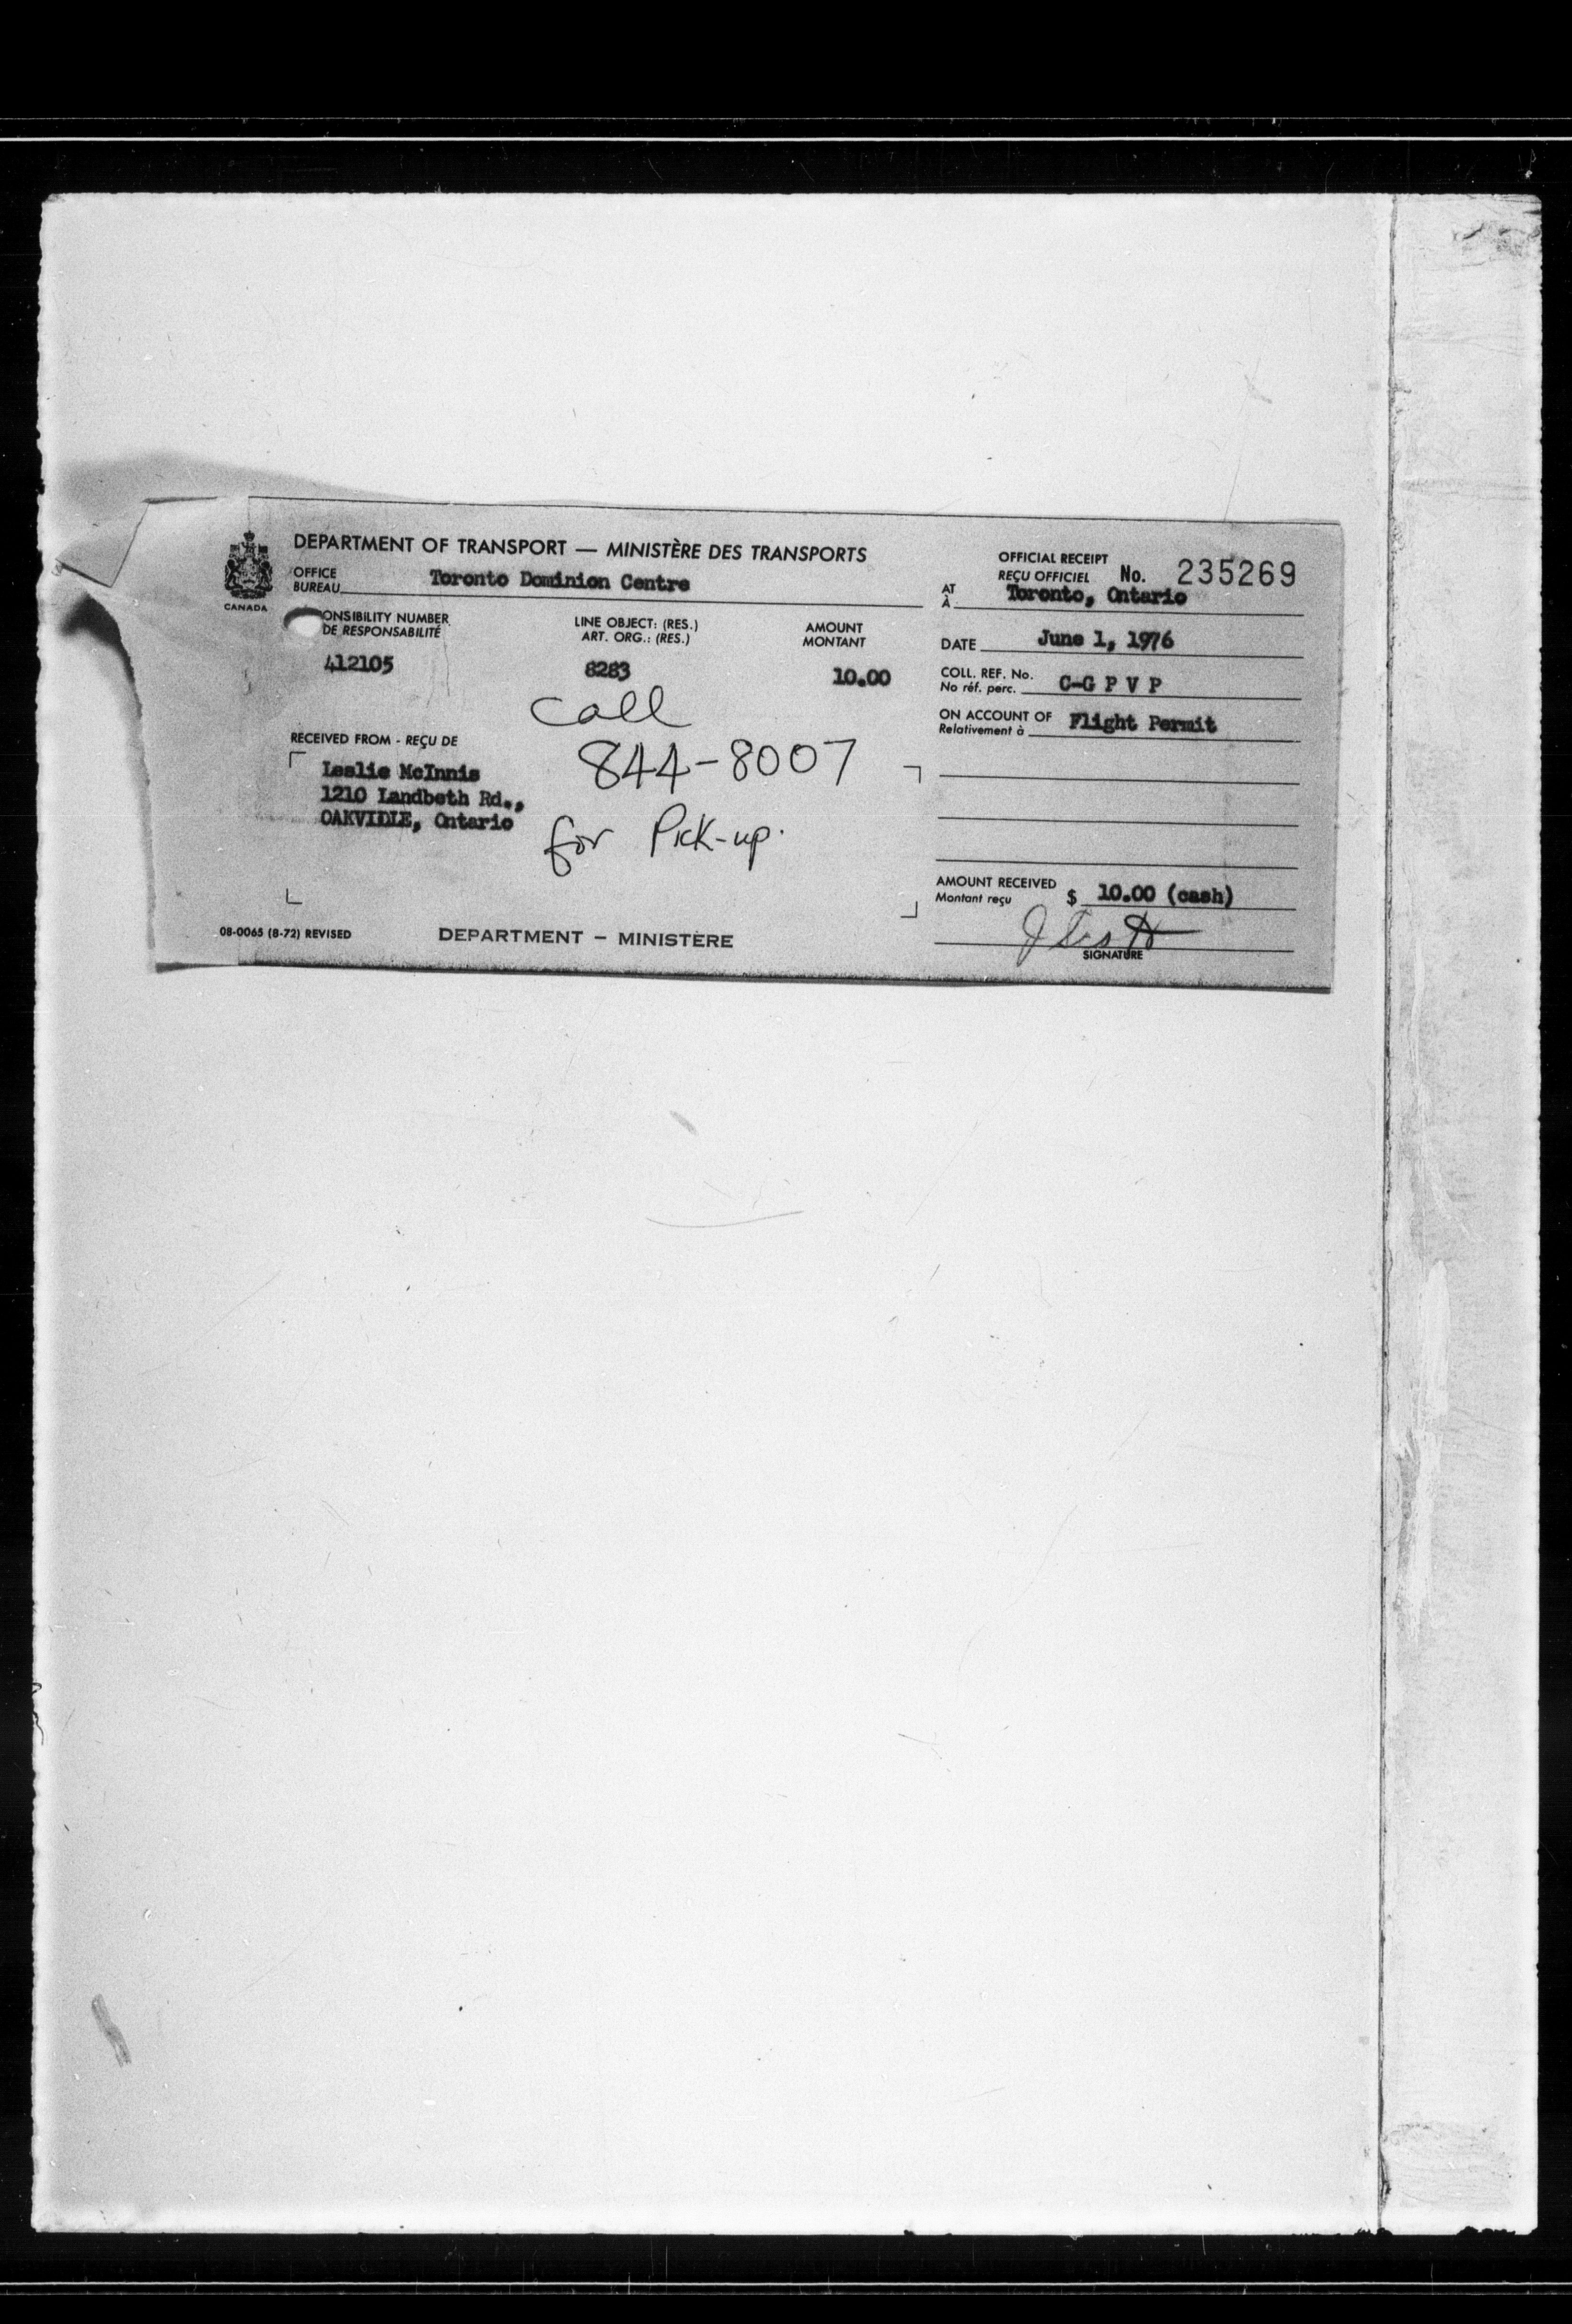 DEPARTMENT OF TRANSPORT — MINISTÈRE DES TRANSPORTS
OFFICE
BUREAU Toronto Dominion Centre
CANADA
ONSIBILITY NUMBER
DE RESPONSABILITÉ
412105
LINE OBJECT: (RES.)
ART. ORG.: (RES.)
8283
AMOUNT
MONTANT
10.00
call
844-8007
for Pick-up.
RECEIVED FROM - REÇU DE
Leslie McInnis
1210 Landbeth Rd.,
OAKVILLE, Ontario
08-0065 (8-72) REVISED
DEPARTMENT – MINISTÈRE
OFFICIAL RECEIPT
REÇU OFFICIEL No. 235269
AT
À Toronto, Ontario
DATE June 1, 1976
COLL. REF. No.
No réf. perc. C-G P V P
ON ACCOUNT OF
Relativement à Flight Permit
AMOUNT RECEIVED
Montant reçu $ 10.00 (cash)
SIGNATURE